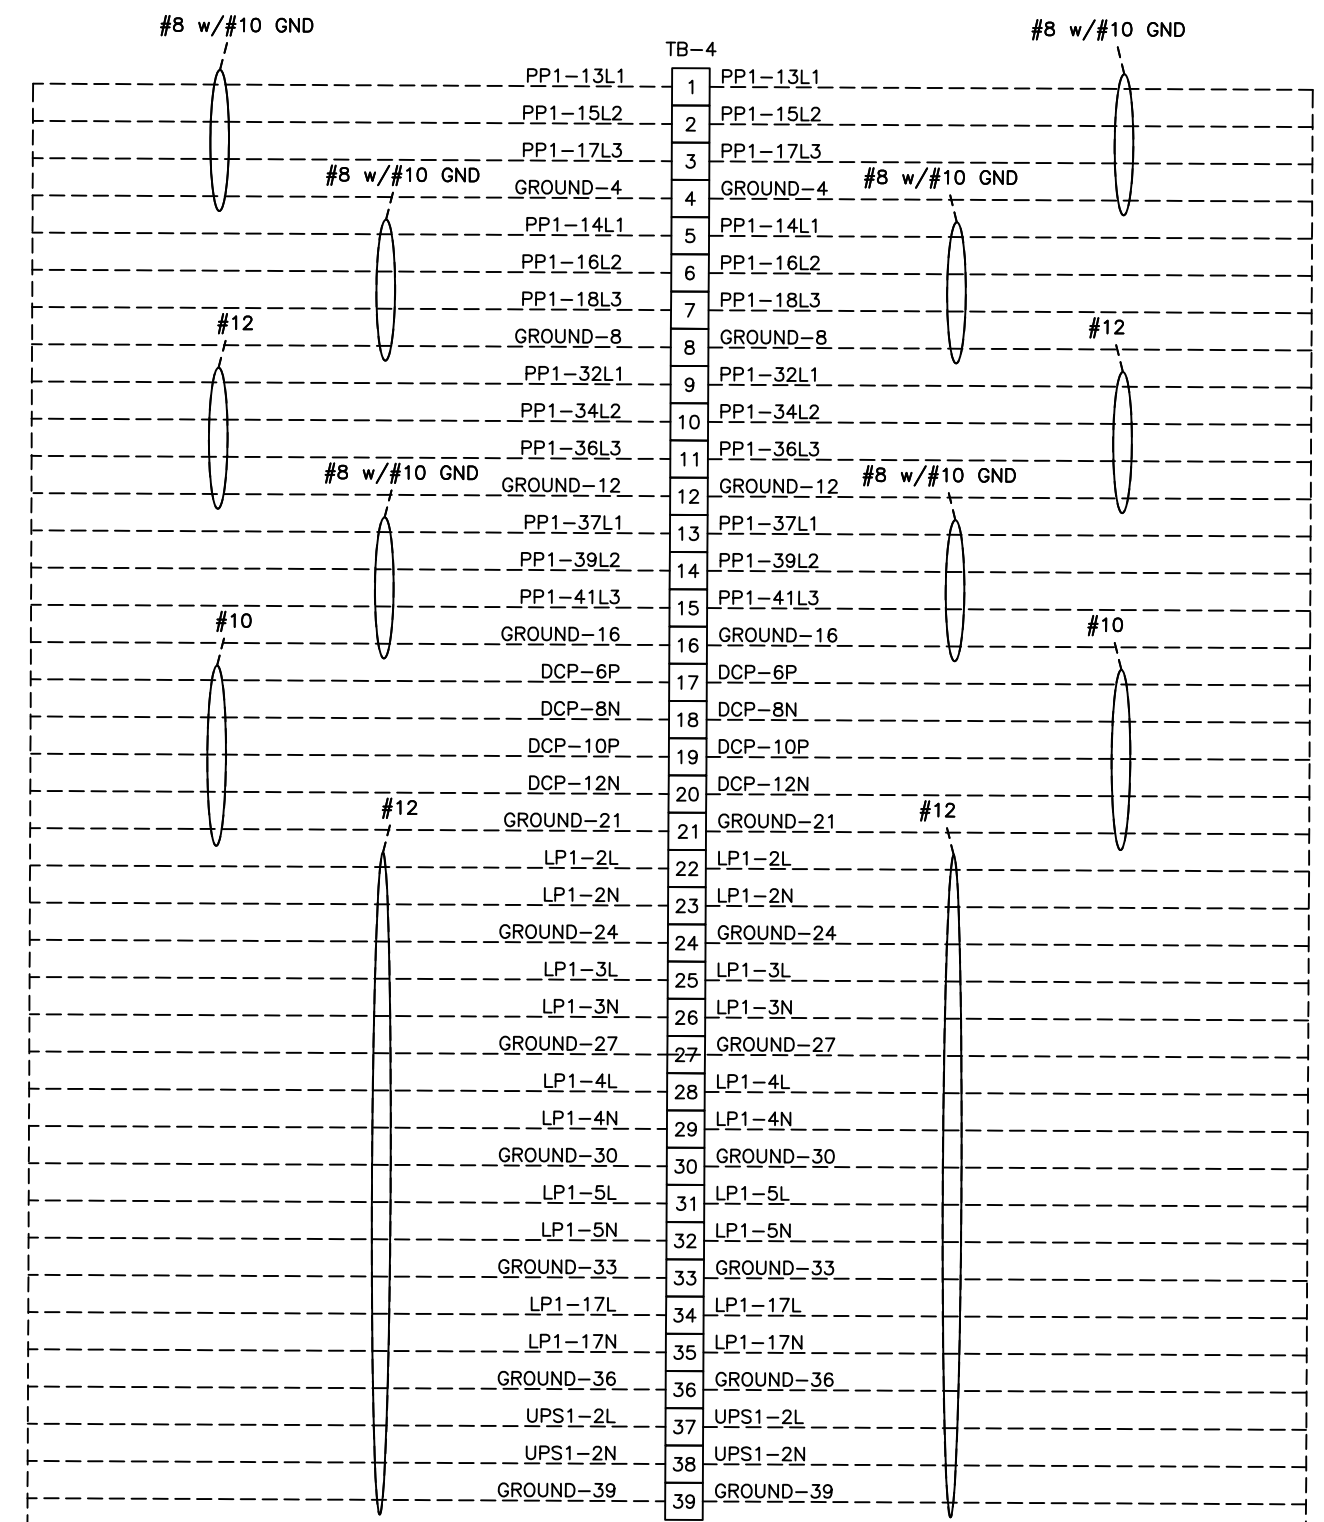 #8 w/#10 GND #8 w/#10 GND
TB-4
PP1-13L1 1 PP1-13L1
PP1-15L2 2 PP1-15L2
PP1-17L3 3 PP1-17L3
#8 w/#10 GND #8 w/#10 GND
GROUND-4 4 GROUND-4
PP1-14L1 5 PP1-14L1
PP1-16L2 6 PP1-16L2
PP1-18L3 7 PP1-18L3
#12 #12
GROUND-8 8 GROUND-8
PP1-32L1 9 PP1-32L1
PP1-34L2 10 PP1-34L2
PP1-36L3 11 PP1-36L3
#8 w/#10 GND #8 w/#10 GND
GROUND-12 12 GROUND-12
PP1-37L1 13 PP1-37L1
PP1-39L2 14 PP1-39L2
PP1-41L3 15 PP1-41L3
#10 #10
GROUND-16 16 GROUND-16
DCP-6P 17 DCP-6P
DCP-8N 18 DCP-8N
DCP-10P 19 DCP-10P
DCP-12N 20 DCP-12N
#12 #12
GROUND-21 21 GROUND-21
LP1-2L 22 LP1-2L
LP1-2N 23 LP1-2N
GROUND-24 24 GROUND-24
LP1-3L 25 LP1-3L
LP1-3N 26 LP1-3N
GROUND-27 27 GROUND-27
LP1-4L 28 LP1-4L
LP1-4N 29 LP1-4N
GROUND-30 30 GROUND-30
LP1-5L 31 LP1-5L
LP1-5N 32 LP1-5N
GROUND-33 33 GROUND-33
LP1-17L 34 LP1-17L
LP1-17N 35 LP1-17N
GROUND-36 36 GROUND-36
UPS1-2L 37 UPS1-2L
UPS1-2N 38 UPS1-2N
GROUND-39 39 GROUND-39